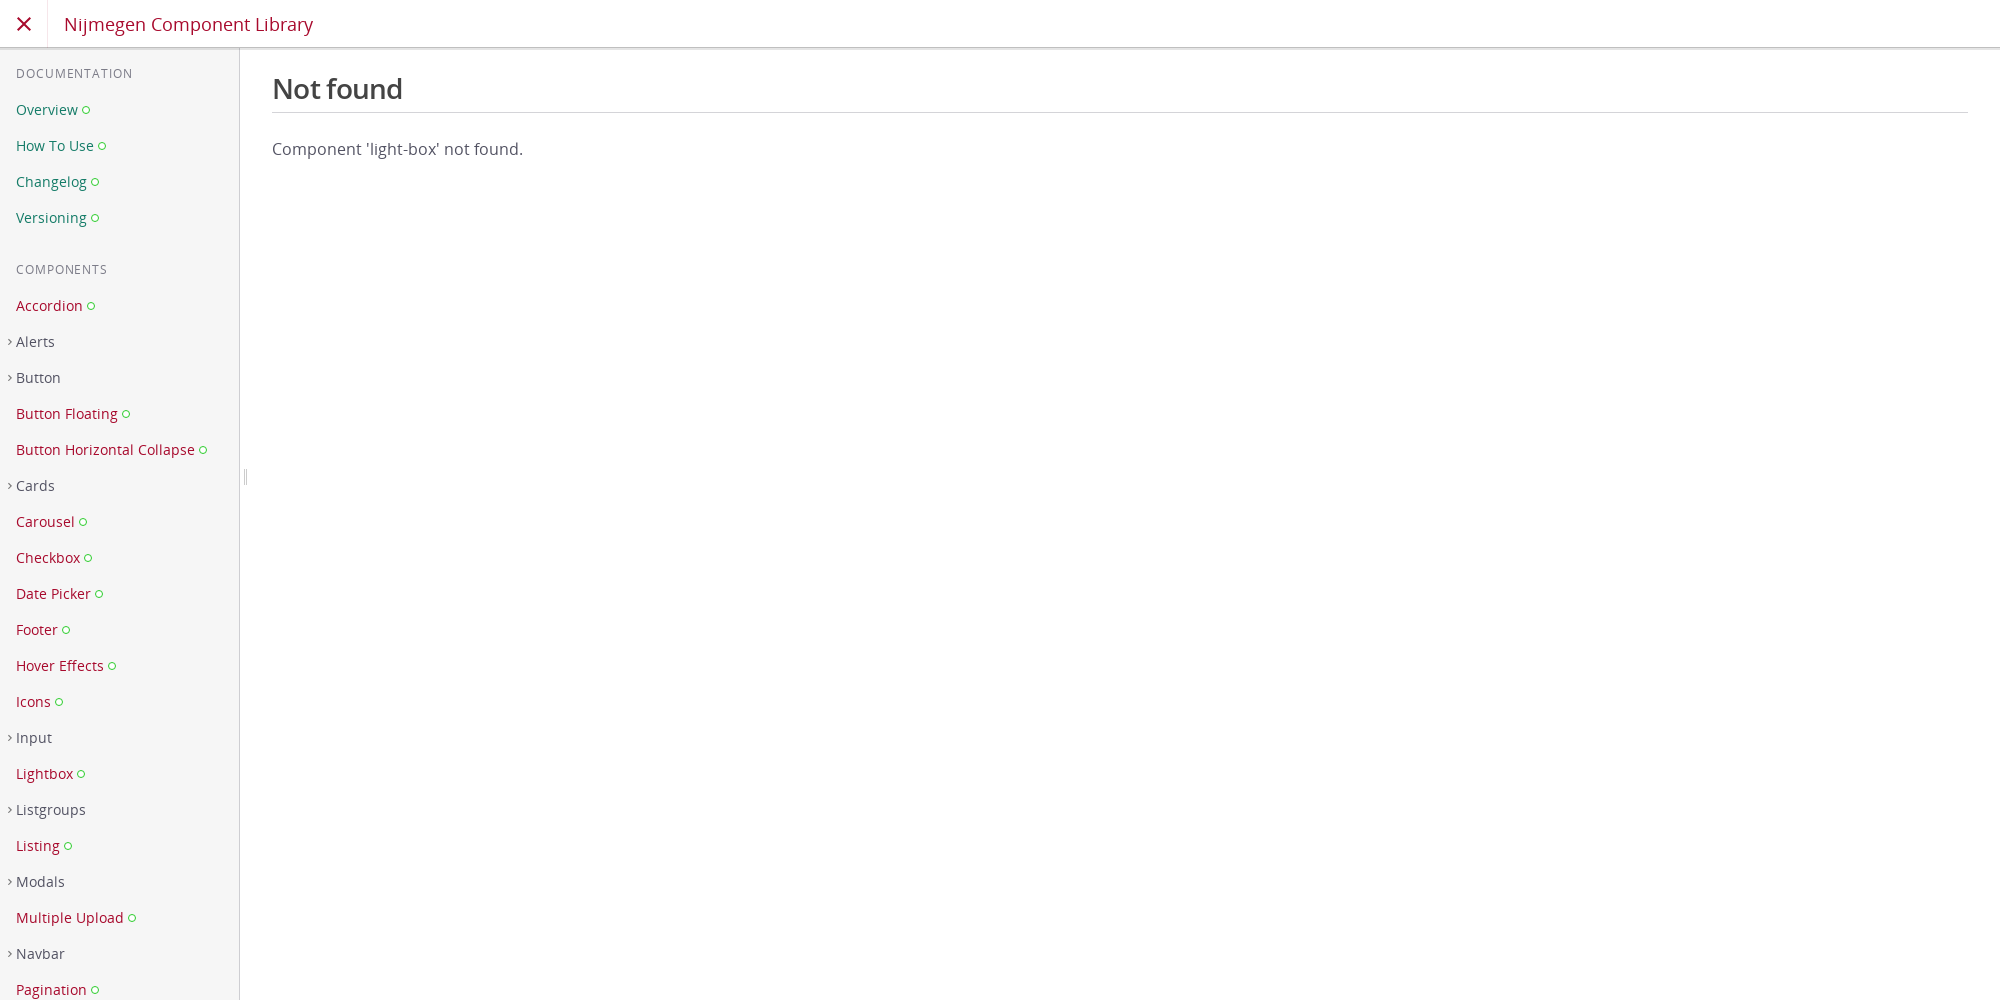 Nijmegen Component Library
DOCUMENTATION
Overview
How To Use
Changelog
Versioning
COMPONENTS
Accordion
Alerts
Button
Button Floating
Button Horizontal Collapse
Cards
Carousel
Checkbox
Date Picker
Footer
Hover Effects
Icons
Input
Lightbox
Listgroups
Listing
Modals
Multiple Upload
Navbar
Pagination
Not found
Component 'light-box' not found.